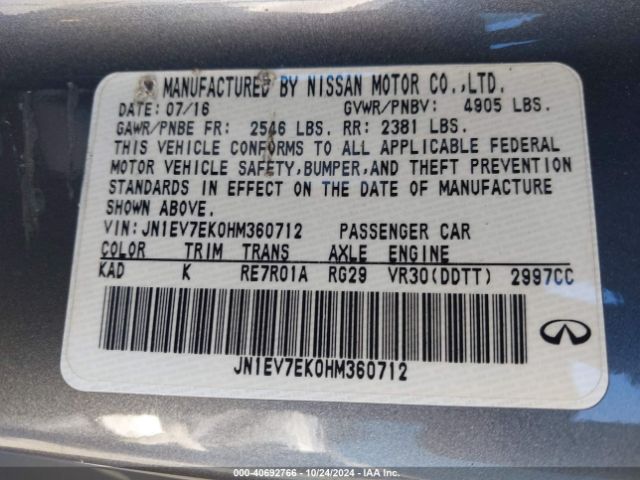 MANUFACTURED BY NISSAN MOTOR CO.,LTD.
DATE: 07/16 GVWR/PNBV: 4905 LBS.
GAWR/PNBE FR: 2546 LBS. RR: 2381 LBS.
THIS VEHICLE CONFORMS TO ALL APPLICABLE FEDERAL
MOTOR VEHICLE SAFETY,BUMPER,AND THEFT PREVENTION
STANDARDS IN EFFECT ON THE DATE OF MANUFACTURE
SHOWN ABOVE.
VIN:JN1EV7EK0HM360712 PASSENGER CAR
COLOR TRIM TRANS AXLE ENGINE
KAD K RE7R01A RG29 VR30(DDTT) 2997CC
JN1EV7EK0HM360712
000-40692766 • 10/24/2024 • IAA Inc.